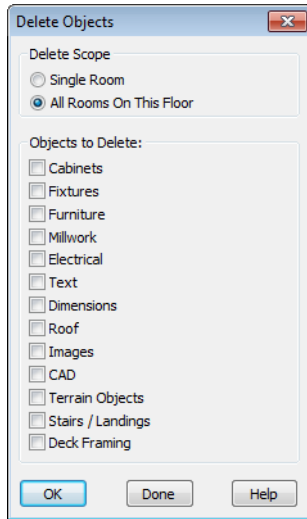 Delete Objects
Delete Scope
Single Room
All Rooms On This Floor
Objects to Delete:
Cabinets
Fixtures
Furniture
Millwork
Electrical
Text
Dimensions
Roof
Images
CAD
Terrain Objects
Stairs / Landings
Deck Framing
OK Done Help